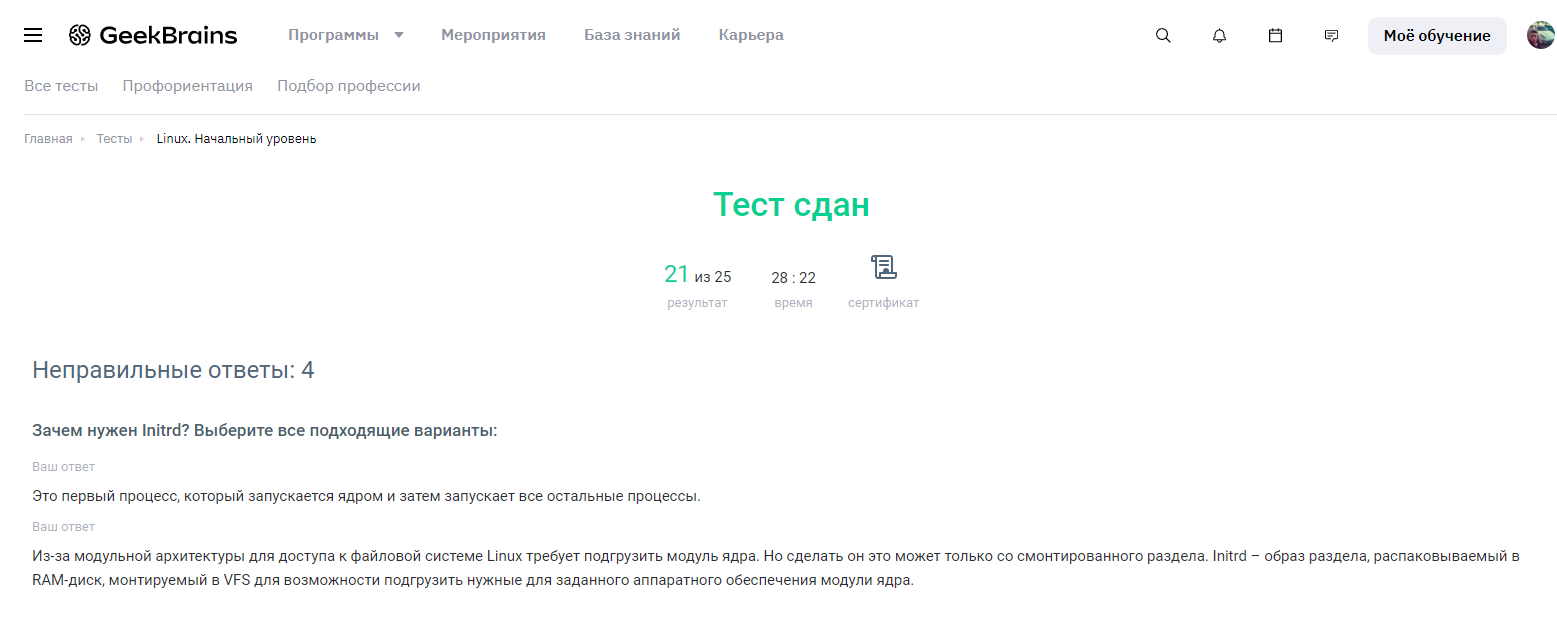 GeekBrains Программы Мероприятия База знаний Карьера Моё обучение
Все тесты Профориентация Подбор профессии
Главная Тесты Linux. Начальный уровень
Тест сдан
21 из 25 28 : 22
результат время сертификат
Неправильные ответы: 4
Зачем нужен Initrd? Выберите все подходящие варианты:
Ваш ответ
Это первый процесс, который запускается ядром и затем запускает все остальные процессы.
Ваш ответ
Из-за модульной архитектуры для доступа к файловой системе Linux требует подгрузить модуль ядра. Но сделать он это может только со смонтированного раздела. Initrd – образ раздела, распаковываемый в
RAM-диск, монтируемый в VFS для возможности подгрузить нужные для заданного аппаратного обеспечения модули ядра.